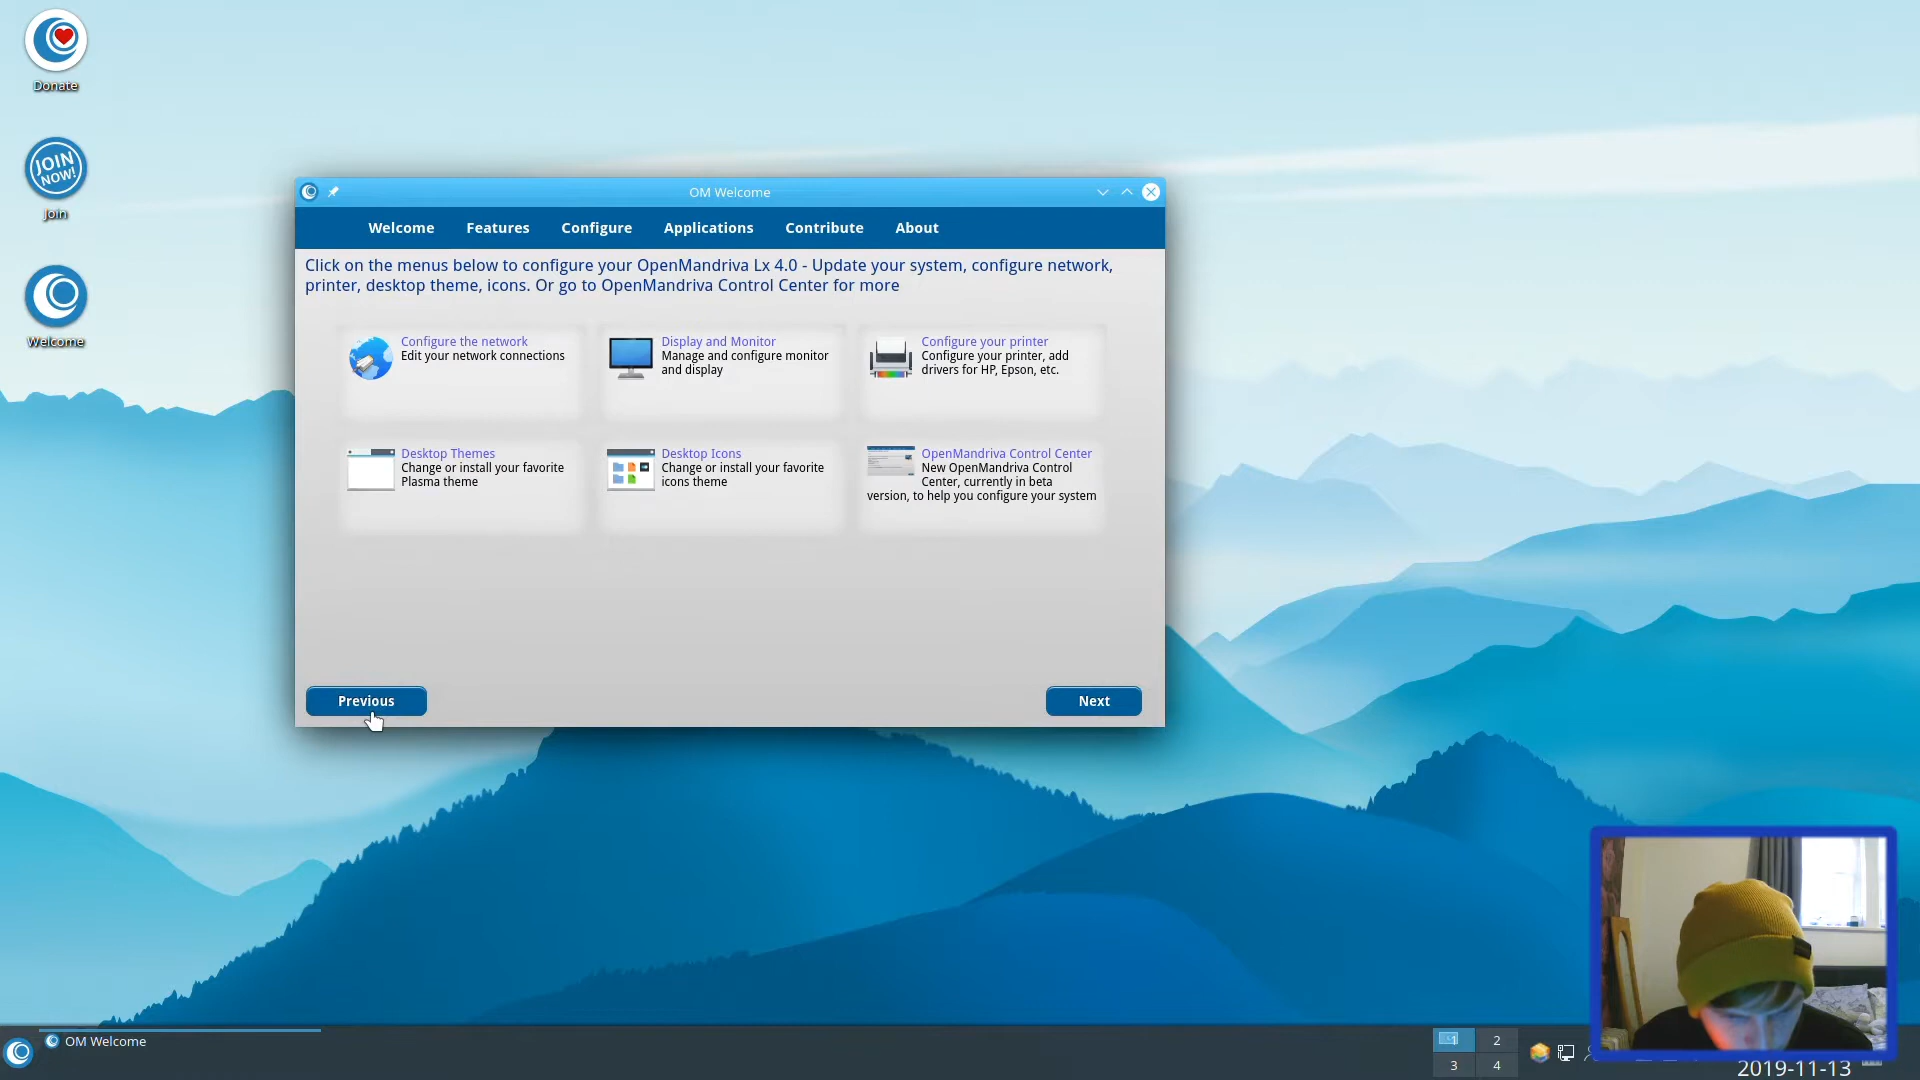 Donate
JOIN
NOW!
Join
Welcome
OM Welcome
Welcome Features Configure Applications Contribute About
Click on the menus below to configure your OpenMandriva Lx 4.0 - Update your system, configure network,
printer, desktop theme, icons. Or go to OpenMandriva Control Center for more
Configure the network
Edit your network connections
Display and Monitor
Manage and configure monitor
and display
Configure your printer
Configure your printer, add
drivers for HP, Epson, etc.
Desktop Themes
Change or install your favorite
Plasma theme
Desktop Icons
Change or install your favorite
icons theme
OpenMandriva Control Center
New OpenMandriva Control
Center, currently in beta
version, to help you configure your system
Previous
Next
OM Welcome
1 2
3 4
2019-11-13